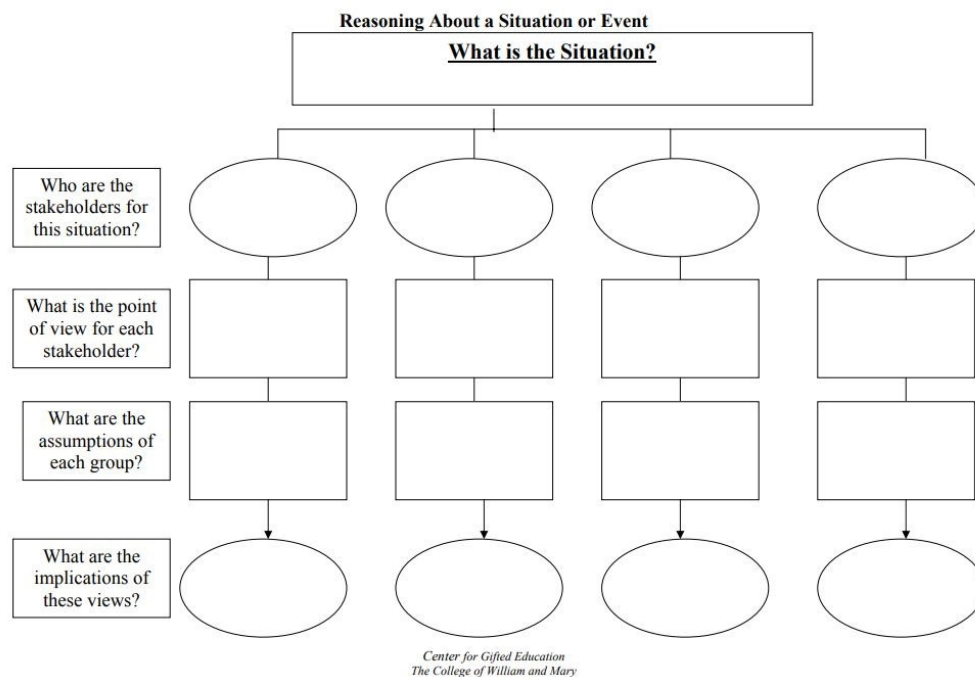 Reasoning About a Situation or Event
What is the Situation?
Who are the
stakeholders for
this situation?
What is the point
of view for each
stakeholder?
What are the
assumptions of
each group?
What are the
implications of
these views?
Center for Gifted Education
The College of William and Mary